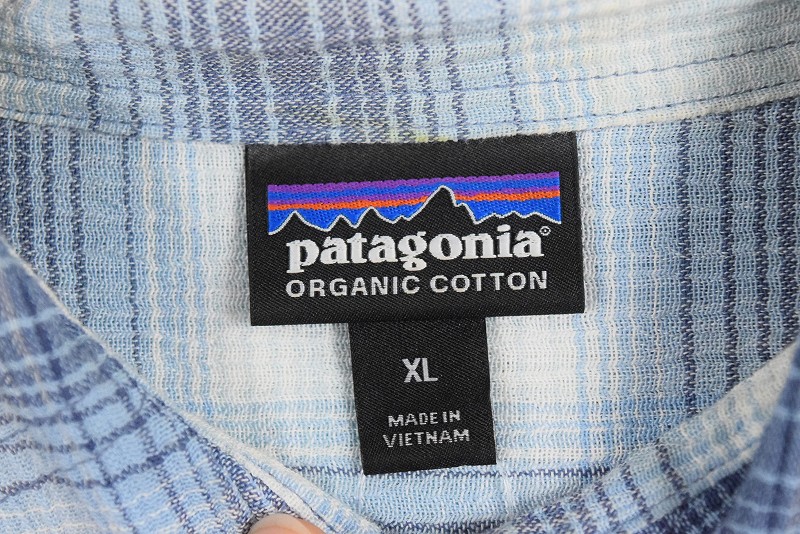 patagonia®
ORGANIC COTTON
XL
MADE IN
VIETNAM